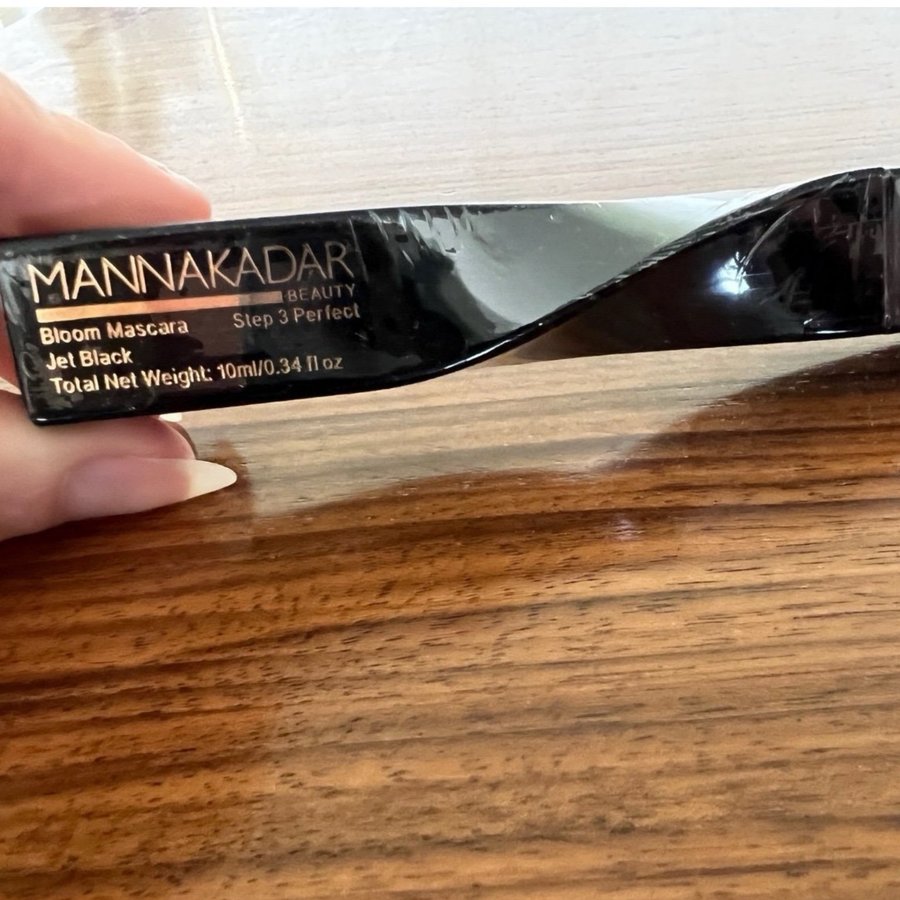 MANNAKADAR
BEAUTY
Bloom Mascara
Step 3 Perfect
Jet Black
Total Net Weight: 10ml/0.34 fl oz